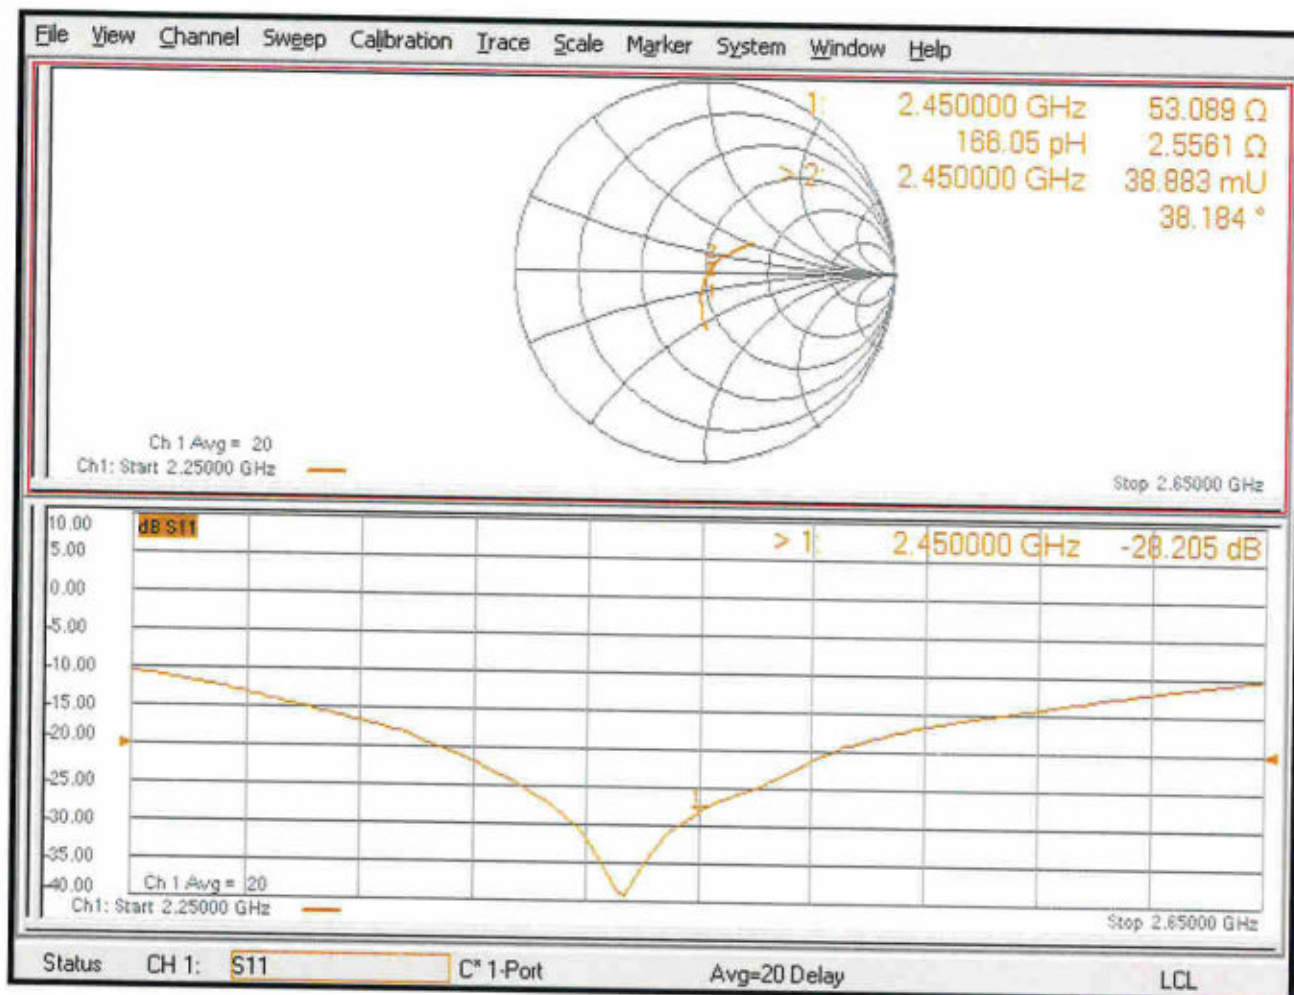 File View Channel Sweep Calibration Trace Scale Marker System Window Help
1: 2.450000 GHz 53.089 Ω
166.05 pH 2.5561 Ω
> 2: 2.450000 GHz 38.883 mU
38.184 °
2
1
Ch 1 Avg = 20
Ch1: Start 2.25000 GHz
Stop 2.65000 GHz
10.00
dB S11
> 1: 2.450000 GHz -28.205 dB
5.00
0.00
-5.00
-10.00
-15.00
-20.00
-25.00
1
-30.00
-35.00
-40.00
Ch 1 Avg = 20
Ch1: Start 2.25000 GHz
Stop 2.65000 GHz
Status CH 1: S11 C* 1-Port Avg=20 Delay LCL